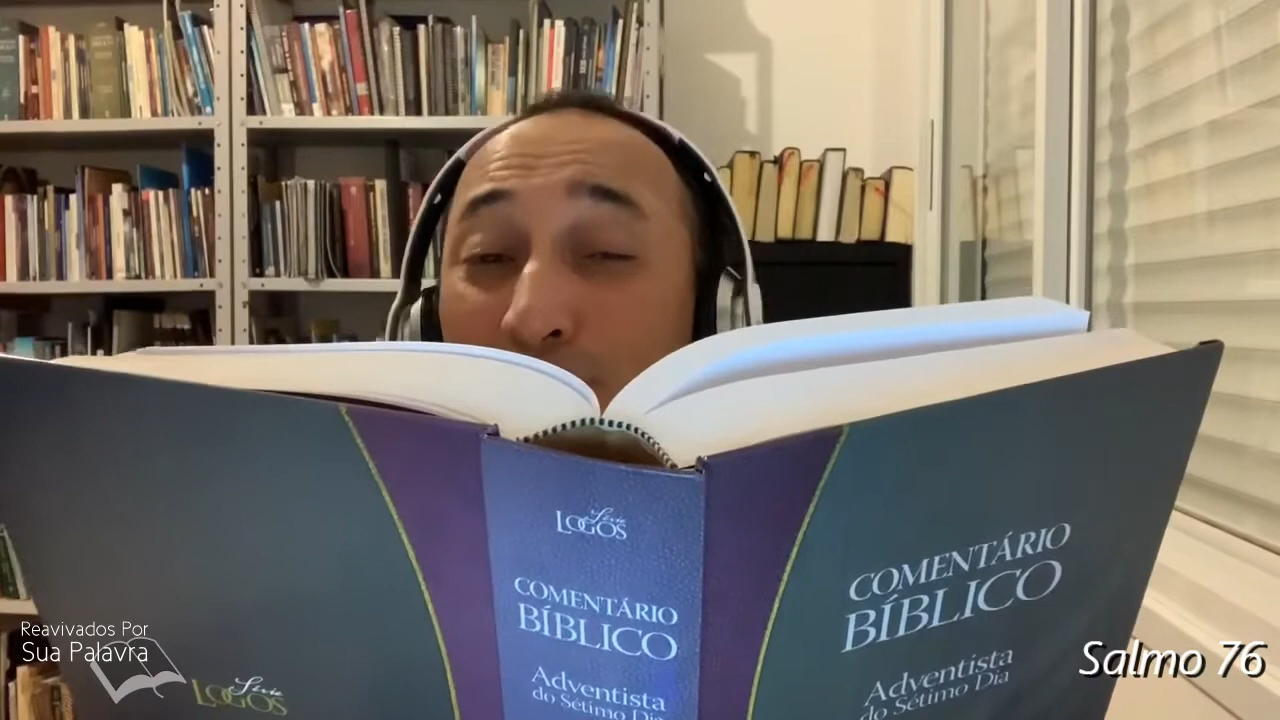 Série
LOGOS
COMENTÁRIO
BÍBLICO
Adventista
do Sétimo Dia
COMENTÁRIO
BÍBLICO
Adventista
do Sétimo Dia
Série
LOGOS
Reavivados Por
Sua Palavra
Salmo 76